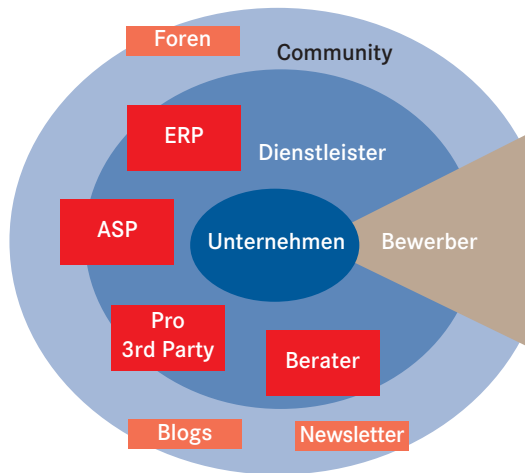 Foren
Community
ERP
Dienstleister
ASP
Unternehmen
Bewerber
Pro
3rd Party
Berater
Blogs
Newsletter